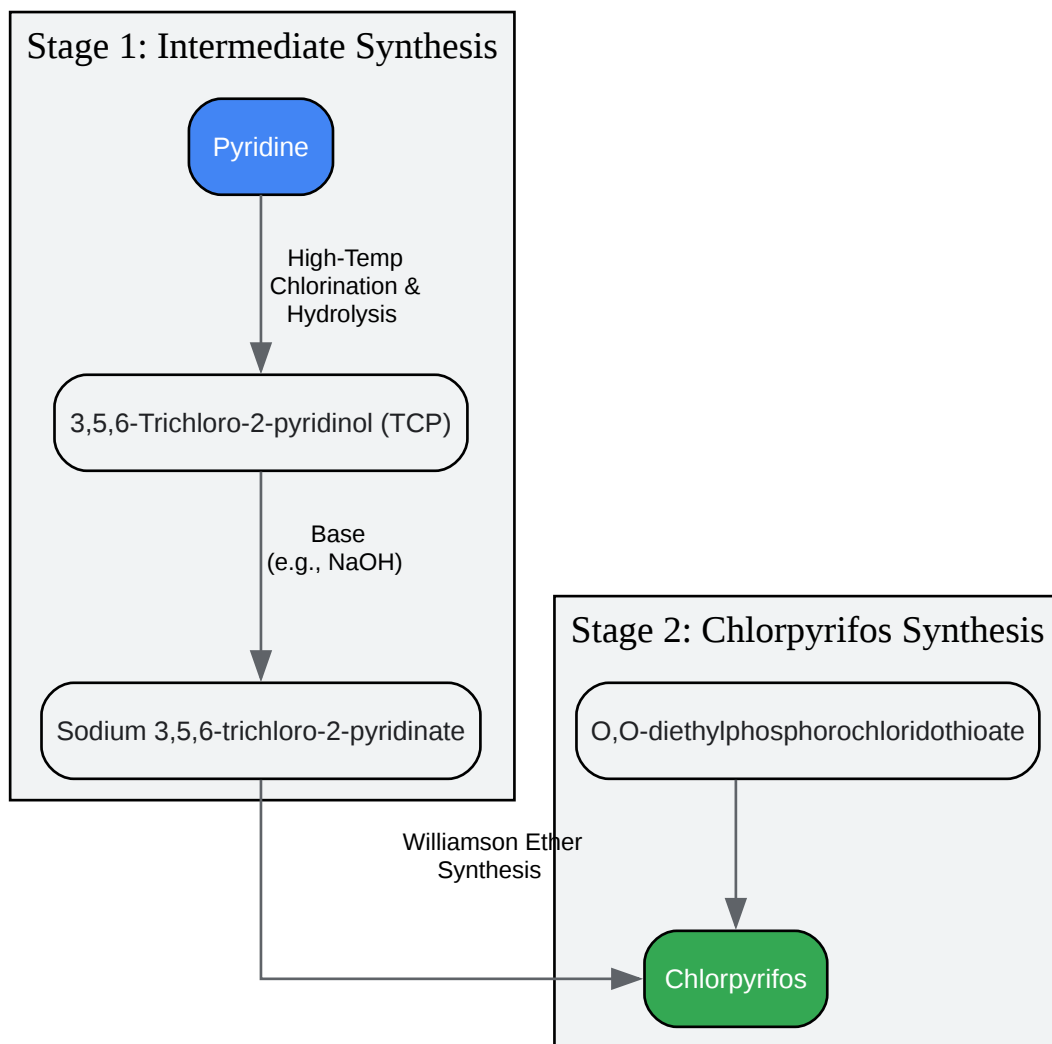 Stage 1: Intermediate Synthesis
Pyridine
High-Temp
Chlorination &
Hydrolysis
3,5,6-Trichloro-2-pyridinol (TCP)
Base
(e.g., NaOH)
Sodium 3,5,6-trichloro-2-pyridinate
Williamson Ether
Synthesis
Stage 2: Chlorpyrifos Synthesis
O,O-diethylphosphorochloridothioate
Chlorpyrifos